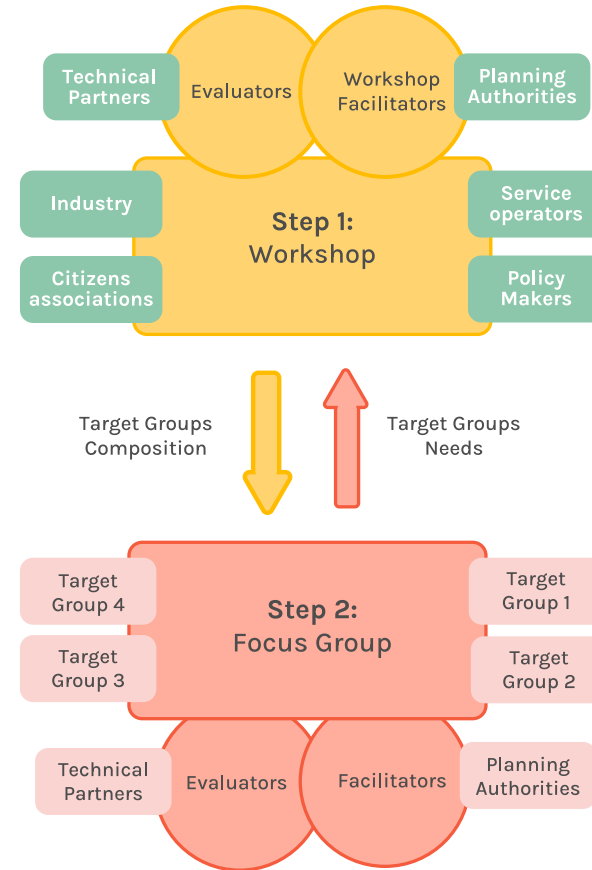 Technical
Partners
Evaluators
Workshop
Facilitators
Planning
Authorities
Industry
Step 1:
Workshop
Service
operators
Citizens
associations
Policy
Makers
Target Groups
Composition
Target Groups
Needs
Target
Group 4
Step 2:
Focus Group
Target
Group 1
Target
Group 3
Target
Group 2
Technical
Partners
Evaluators
Facilitators
Planning
Authorities